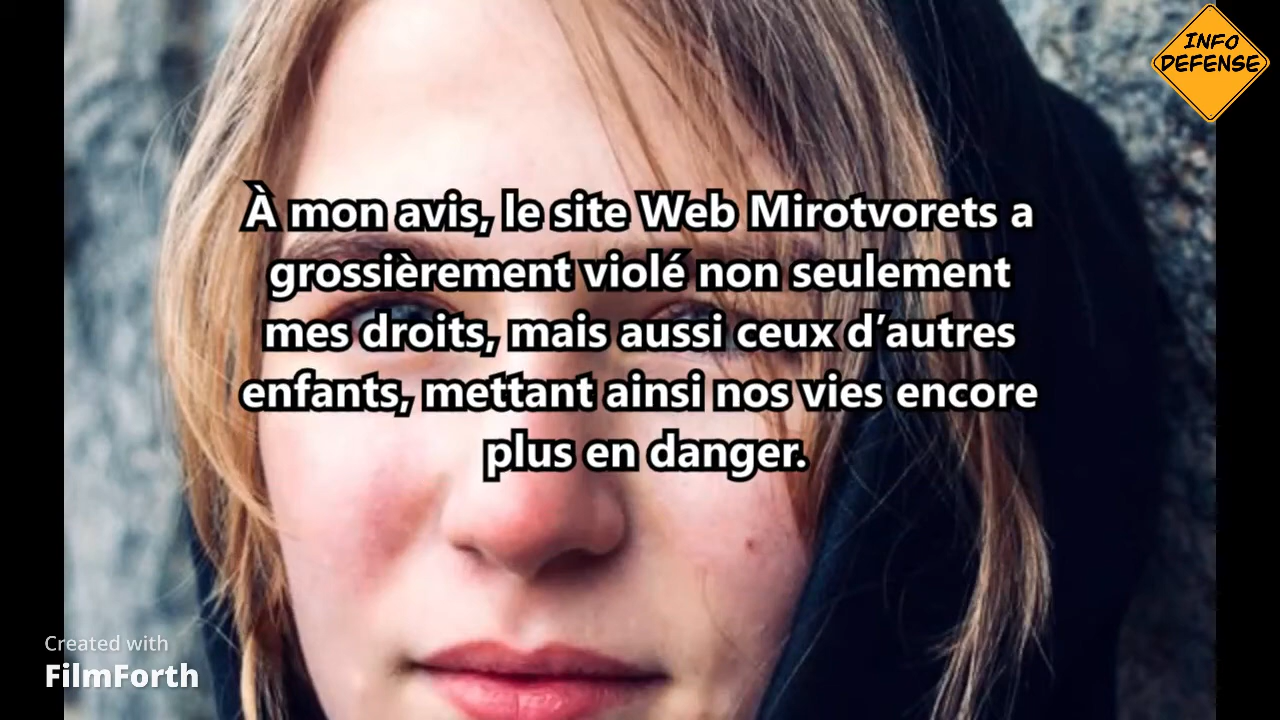 INFO
DEFENSE
À mon avis, le site Web Mirotvorets a
grossièrement violé non seulement
mes droits, mais aussi ceux d’autres
enfants, mettant ainsi nos vies encore
plus en danger.
Created with
FilmForth